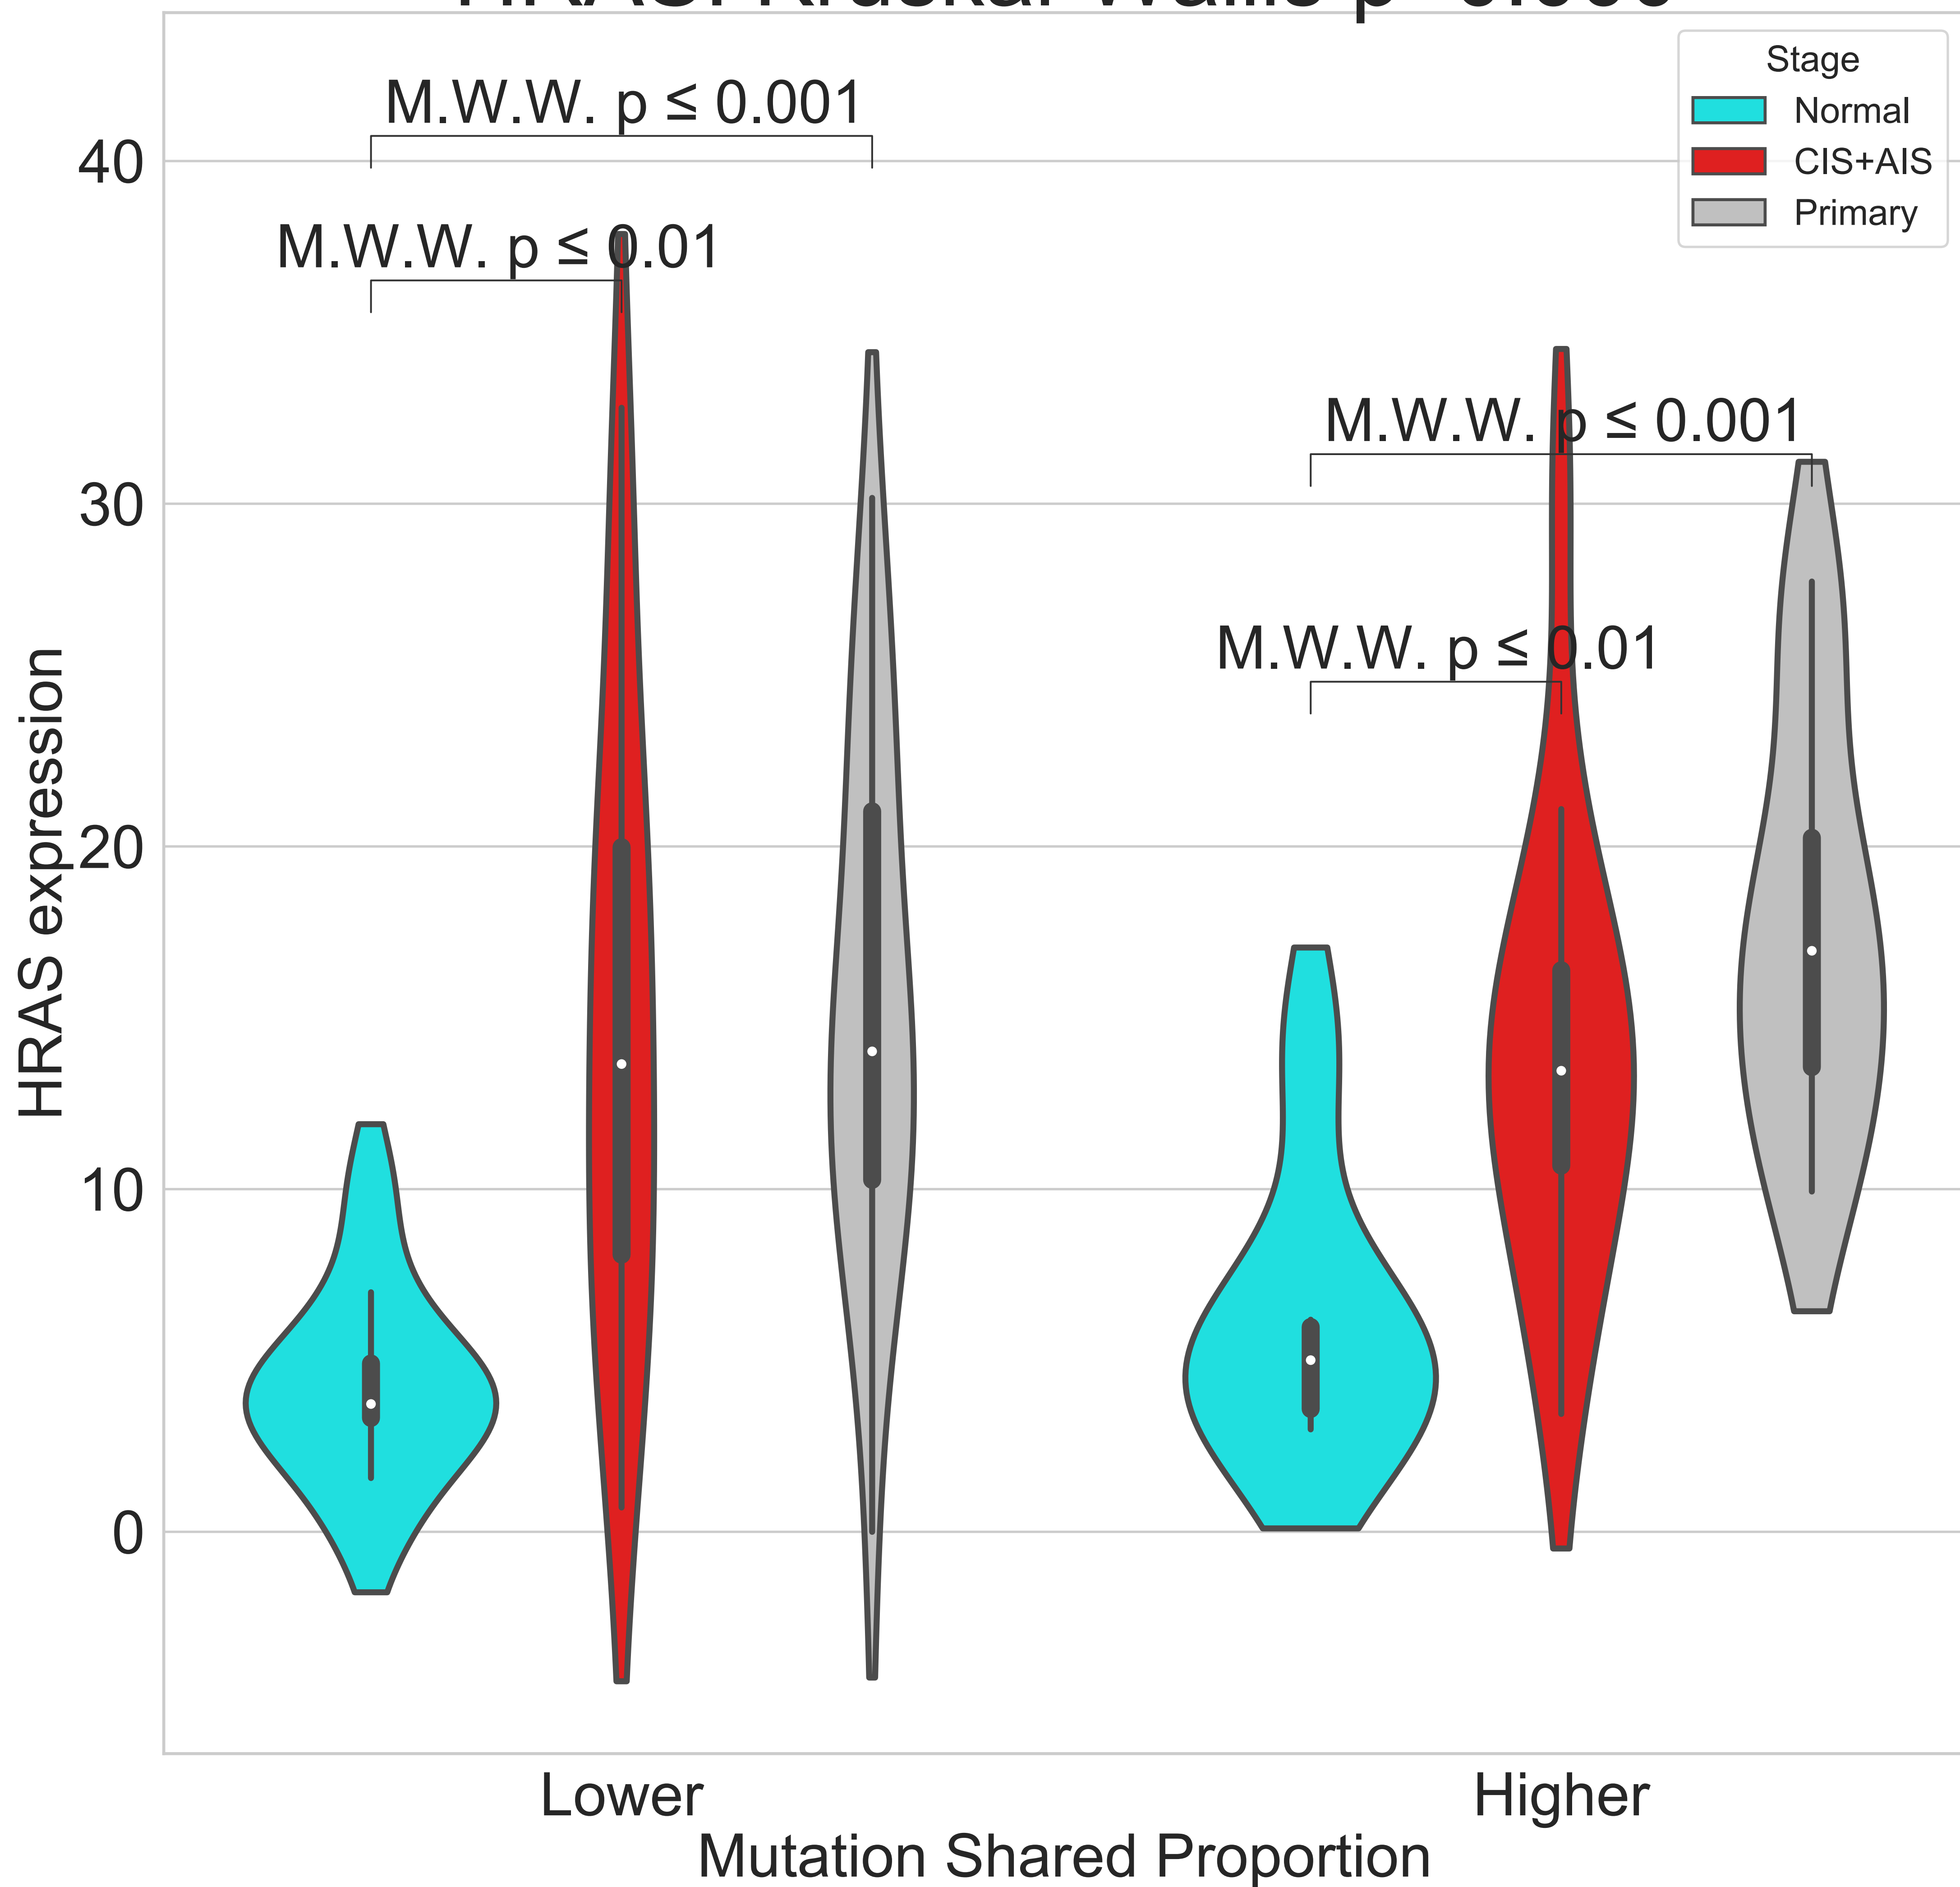 Stage
Normal
CIS+AIS
Primary
M.W.W. p ≤ 0.001
M.W.W. p ≤ 0.01
M.W.W. p ≤ 0.001
M.W.W. p ≤ 0.01
HRAS expression
40
30
20
10
0
Lower
Higher
Mutation Shared Proportion